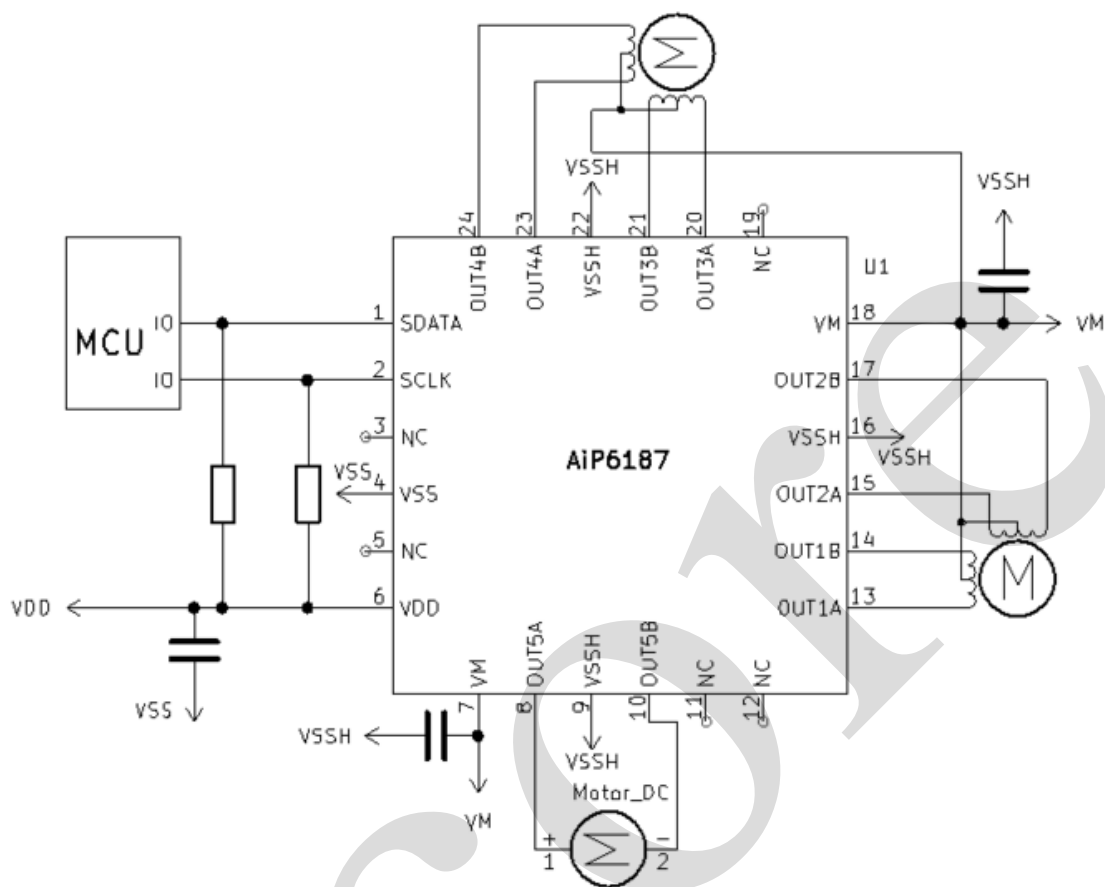 M
VSSH
VSSH
24
23
22
21
20
19
OUT4B
OUT4A
VSSH
OUT3B
OUT3A
NC
U1
MCU
IO
IO
1
SDATA
2
SCLK
3
NC
VSS
4
VSS
5
NC
VDD
6
VDD
AiP6187
VM
18
VM
OUT2B
17
VSSH
16
VSSH
OUT2A
15
OUT1B
14
OUT1A
13
M
VM
OUT5A
VSSH
OUT5B
NC
NC
7
8
9
10
11
12
VSS
VSSH
VM
VSSH
Motor_DC
+
1
M
-
2
core